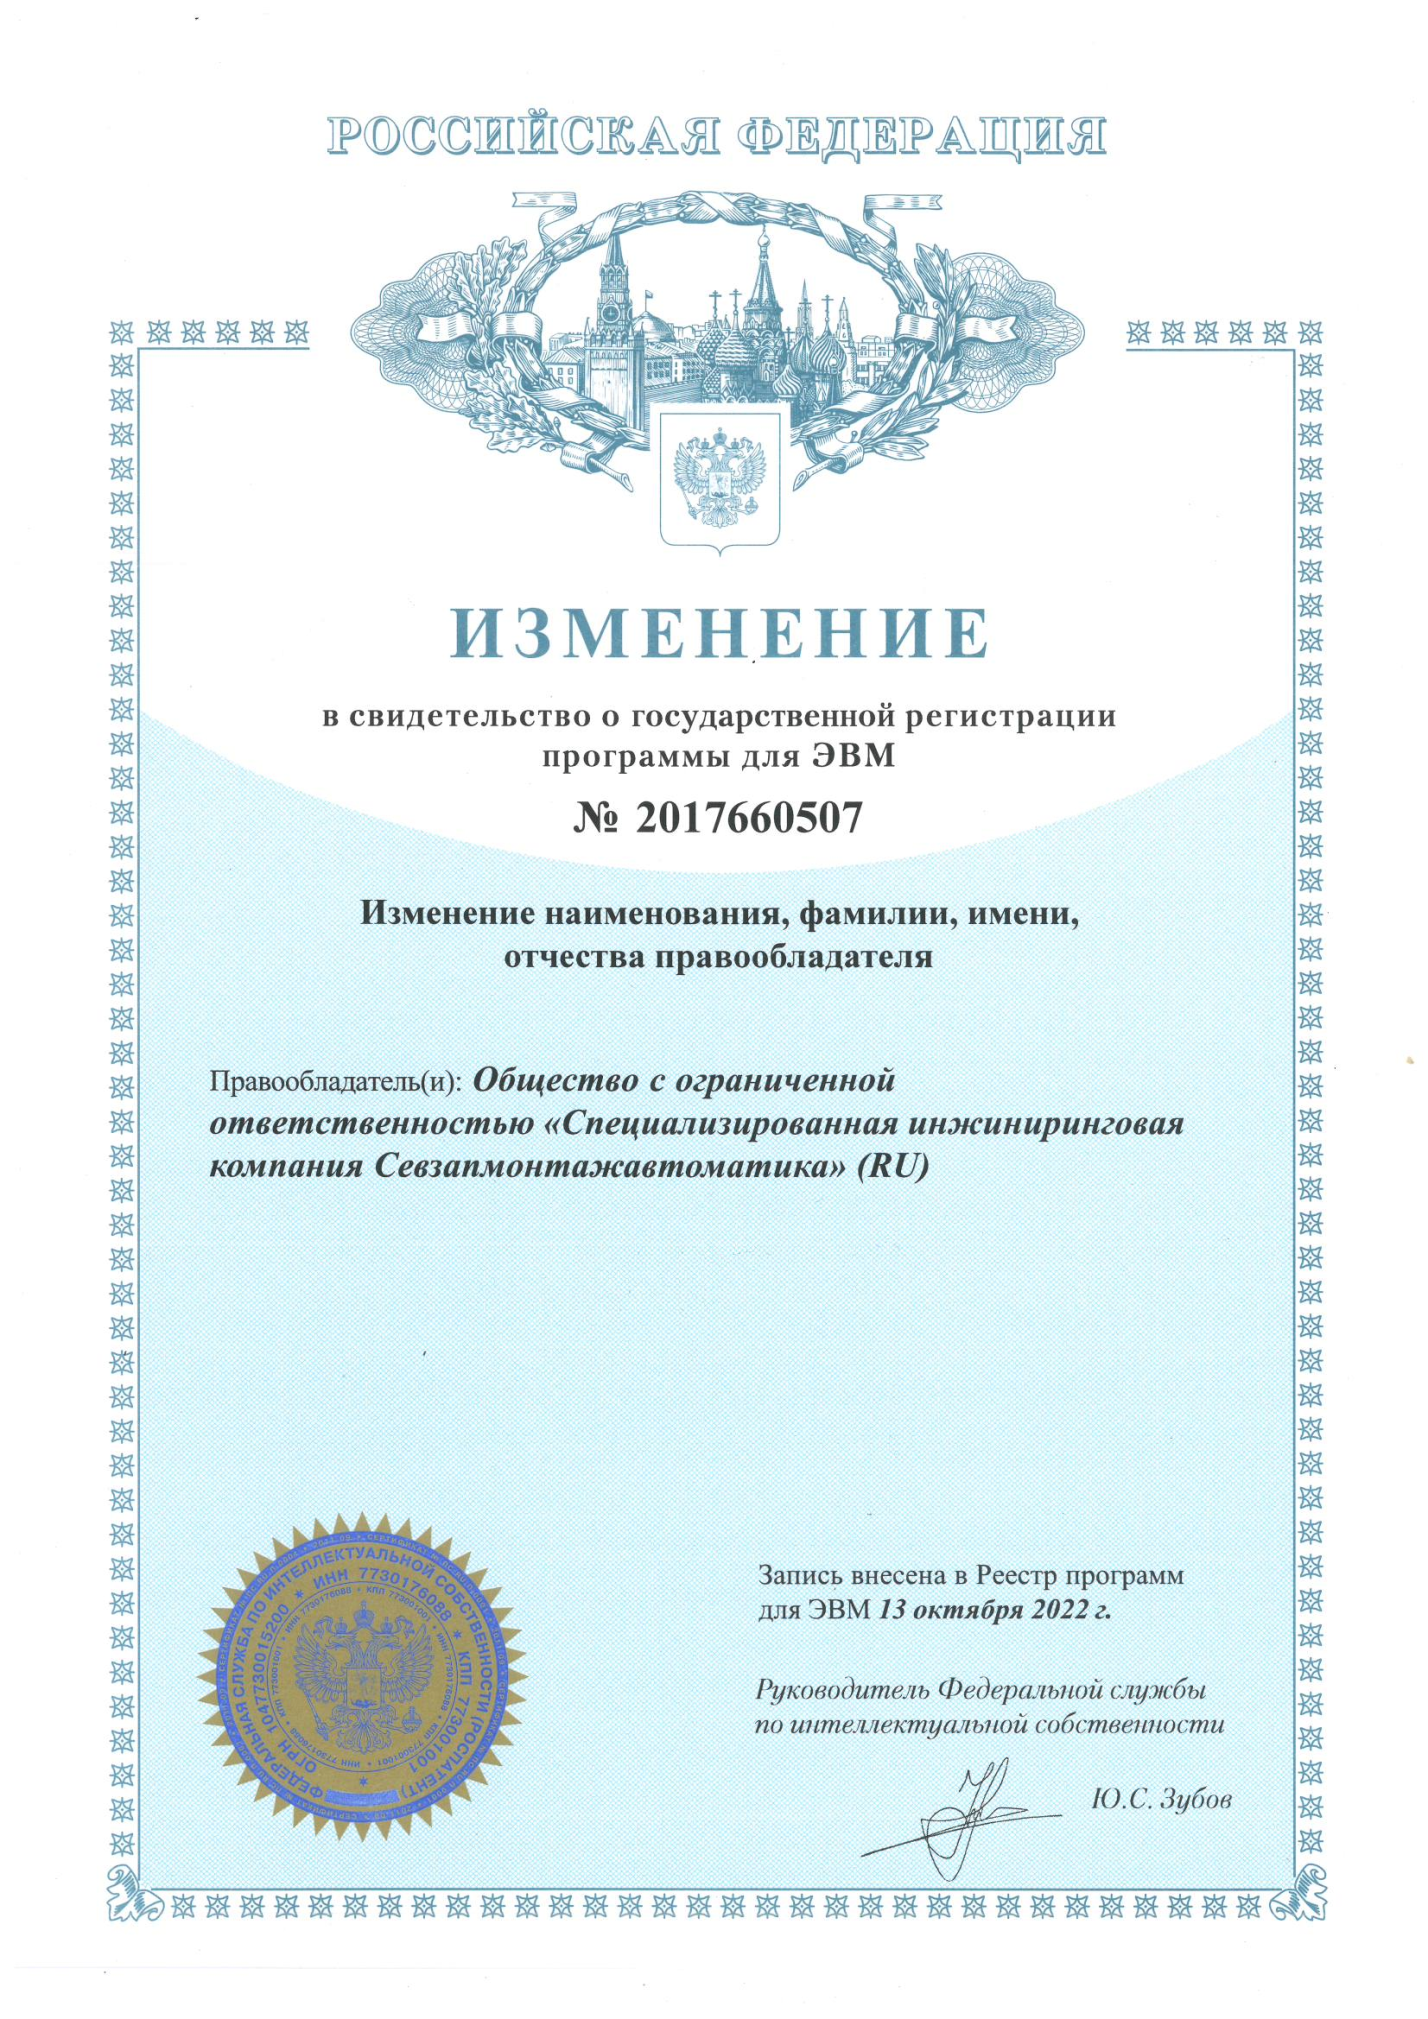 РОССИЙСКАЯ ФЕДЕРАЦИЯ
ИЗМЕНЕНИЕ
в свидетельство о государственной регистрации
программы для ЭВМ
№ 2017660507
Изменение наименования, фамилии, имени,
отчества правообладателя
Правообладатель(и): Общество с ограниченной
ответственностью «Специализированная инжиниринговая
компания Севзапмонтажавтоматика» (RU)
Запись внесена в Реестр программ
для ЭВМ 13 октября 2022 г.
Руководитель Федеральной службы
по интеллектуальной собственности
Ю.С. Зубов
ФЕДЕРАЛЬНАЯ СЛУЖБА ПО ИНТЕЛЛЕКТУАЛЬНОЙ СОБСТВЕННОСТИ (РОСПАТЕНТ)
ОГРН 1047730015200 * ИНН 7730176088 * КПП 773001001 *